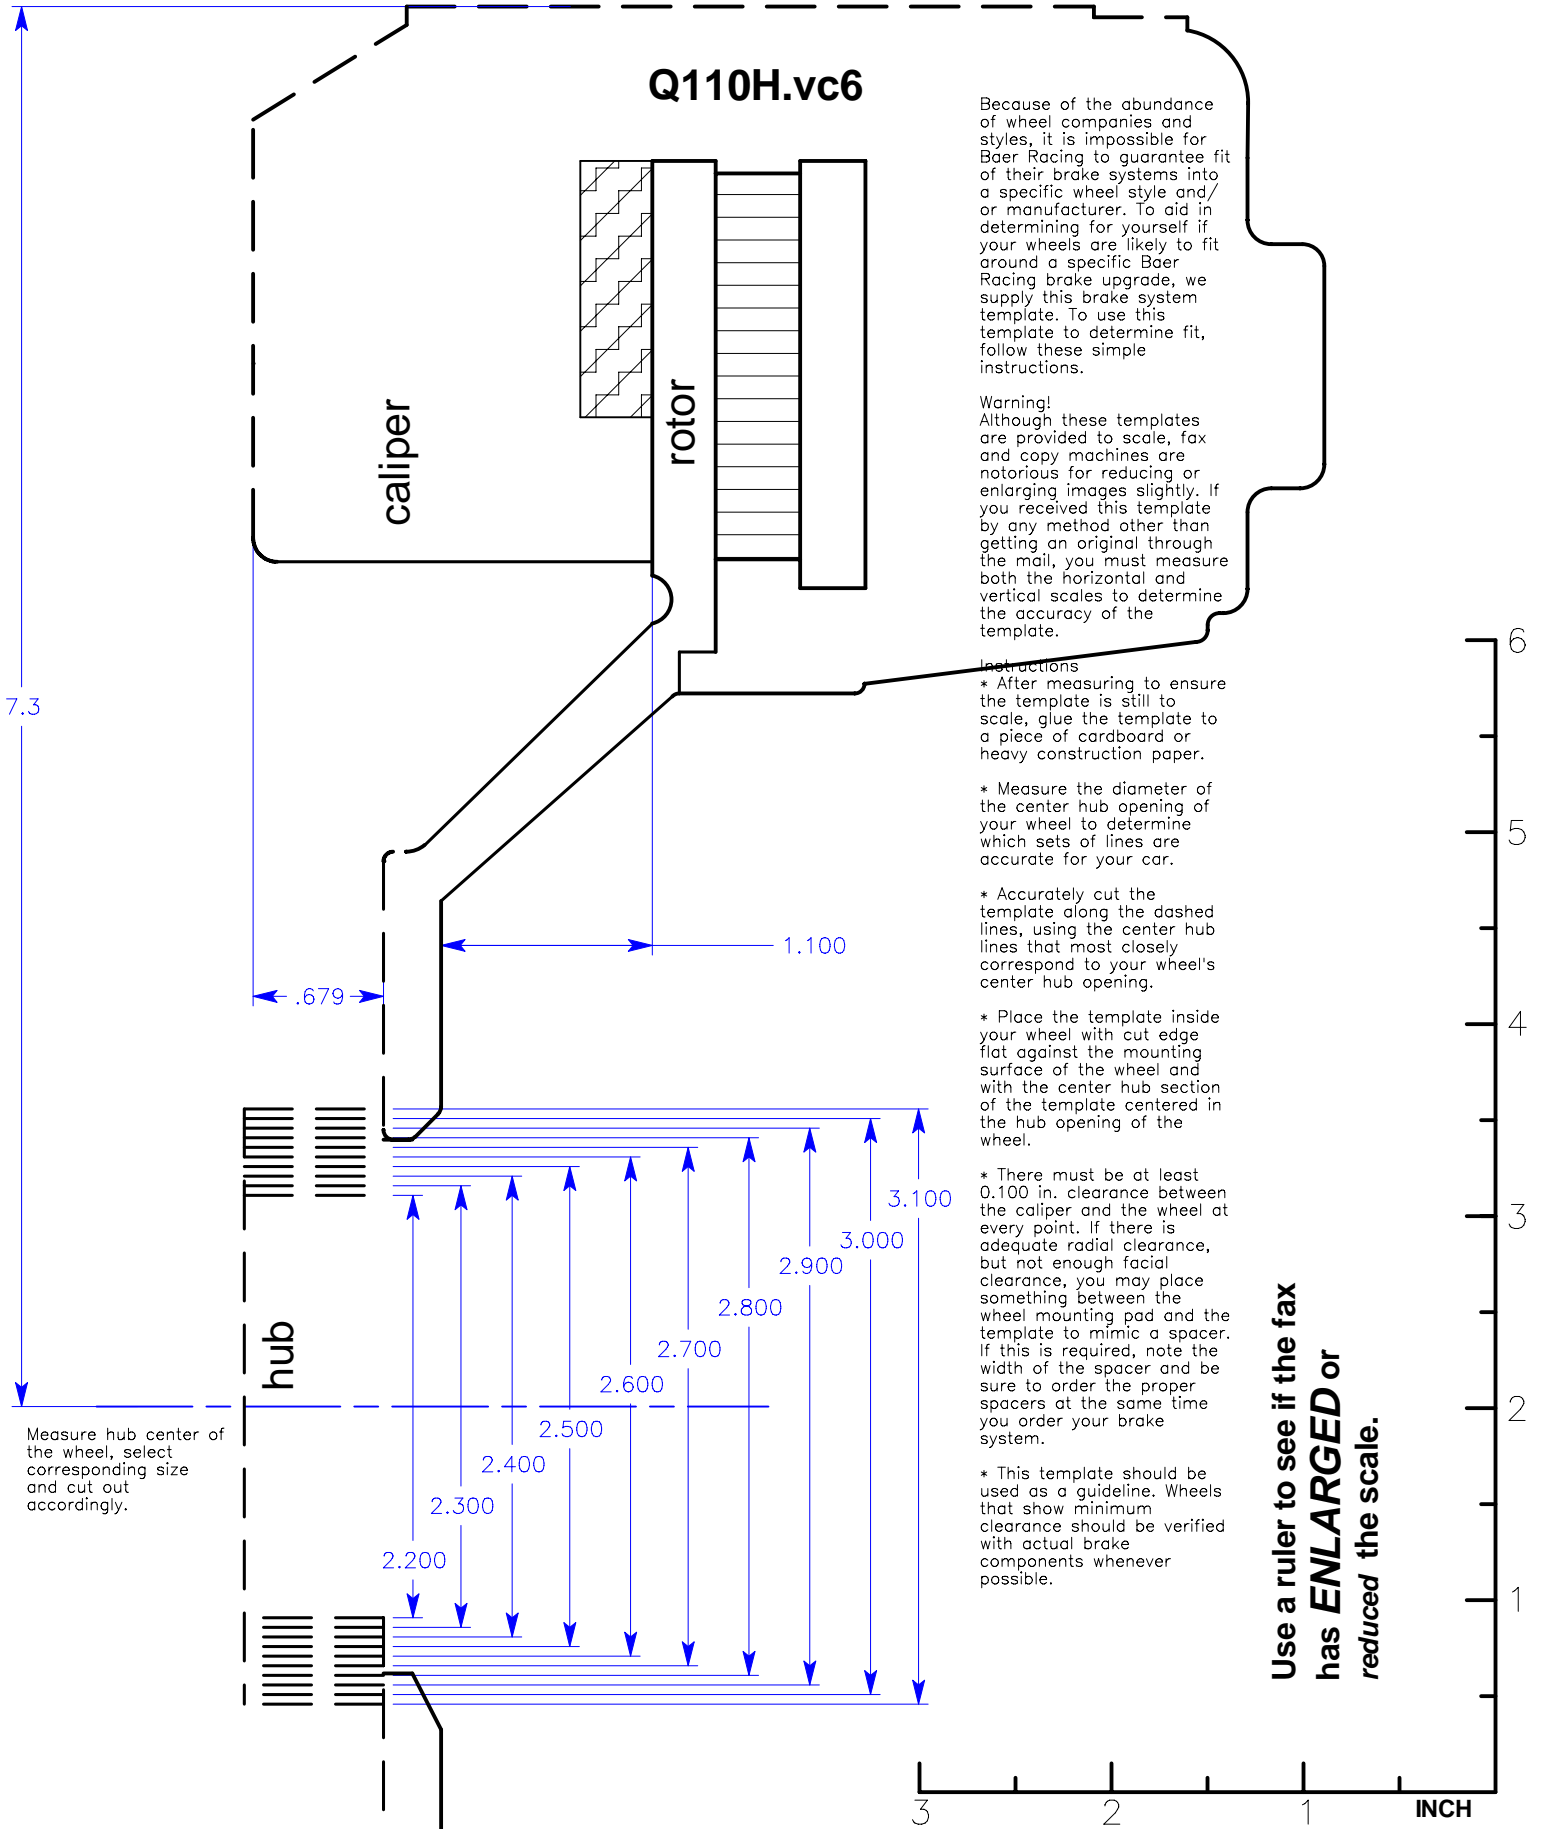 Q110H.vc6
Because of the abundance
of wheel companies and
styles, it is impossible for
Baer Racing to guarantee fit
of their brake systems into
a specific wheel style and/
or manufacturer. To aid in
determining for yourself if
your wheels are likely to fit
around a specific Baer
Racing brake upgrade, we
supply this brake system
template. To use this
template to determine fit,
follow these simple
instructions.
Warning!
Although these templates
are provided to scale, fax
and copy machines are
notorious for reducing or
enlarging images slightly. If
you received this template
by any method other than
getting an original through
the mail, you must measure
both the horizontal and
vertical scales to determine
the accuracy of the
template.
Instructions
* After measuring to ensure
the template is still to
scale, glue the template to
a piece of cardboard or
heavy construction paper.
* Measure the diameter of
the center hub opening of
your wheel to determine
which sets of lines are
accurate for your car.
* Accurately cut the
template along the dashed
lines, using the center hub
lines that most closely
correspond to your wheel's
center hub opening.
* Place the template inside
your wheel with cut edge
flat against the mounting
surface of the wheel and
with the center hub section
of the template centered in
the hub opening of the
wheel.
* There must be at least
0.100 in. clearance between
the caliper and the wheel at
every point. If there is
adequate radial clearance,
but not enough facial
clearance, you may place
something between the
wheel mounting pad and the
template to mimic a spacer.
If this is required, note the
width of the spacer and be
sure to order the proper
spacers at the same time
you order your brake
system.
* This template should be
used as a guideline. Wheels
that show minimum
clearance should be verified
with actual brake
components whenever
possible.
caliper
rotor
7.3
1.100
.679
3.100
3.000
2.900
2.800
2.700
2.600
2.500
2.400
2.300
2.200
hub
Measure hub center of
the wheel, select
corresponding size
and cut out
accordingly.
Use a ruler to see if the fax
has ENLARGED or
reduced the scale.
6
5
4
3
2
1
3
2
1
INCH